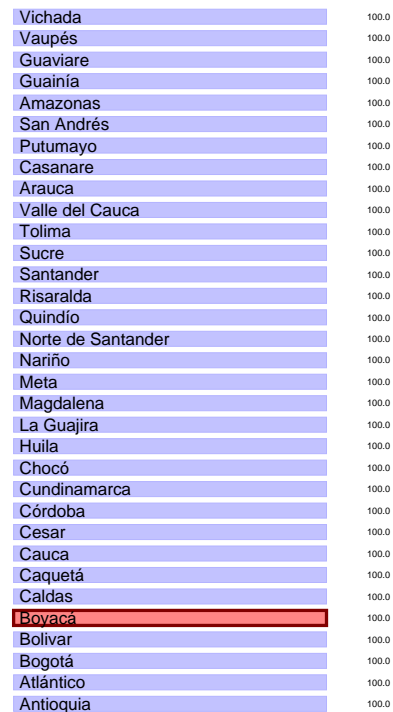 Vichada 100.0
Vaupés 100.0
Guaviare 100.0
Guainía 100.0
Amazonas 100.0
San Andrés 100.0
Putumayo 100.0
Casanare 100.0
Arauca 100.0
Valle del Cauca 100.0
Tolima 100.0
Sucre 100.0
Santander 100.0
Risaralda 100.0
Quindío 100.0
Norte de Santander 100.0
Nariño 100.0
Meta 100.0
Magdalena 100.0
La Guajira 100.0
Huila 100.0
Chocó 100.0
Cundinamarca 100.0
Córdoba 100.0
Cesar 100.0
Cauca 100.0
Caquetá 100.0
Caldas 100.0
Boyacá 100.0
Bolivar 100.0
Bogotá 100.0
Atlántico 100.0
Antioquia 100.0